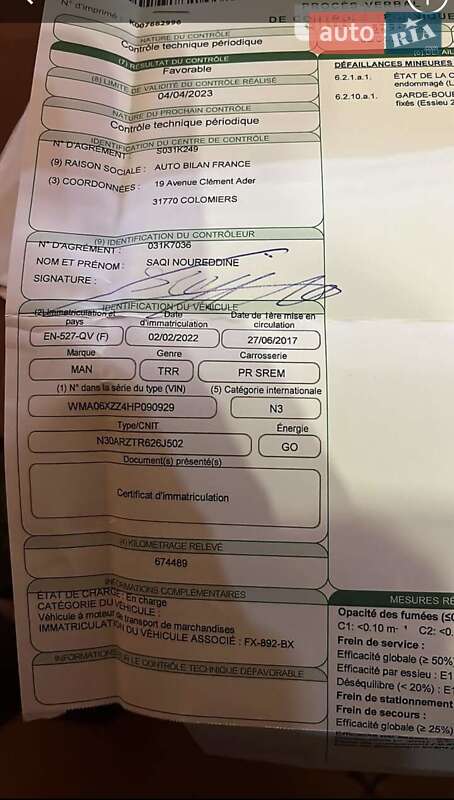 N° d'imprimé : K007882996
PROCÈS VERBAL
auto RIA
NATURE DU CONTRÔLE
Contrôle technique périodique
(7) RÉSULTAT DU CONTRÔLE
Favorable
(8) LIMITE DE VALIDITÉ DU CONTRÔLE RÉALISÉ
04/04/2023
NATURE DU PROCHAIN CONTRÔLE
Contrôle technique périodique
IDENTIFICATION DU CENTRE DE CONTRÔLE
N° D'AGRÉMENT : S031K249
(9) RAISON SOCIALE : AUTO BILAN FRANCE
(3) COORDONNÉES : 19 Avenue Clément Ader
31770 COLOMIERS
(9) IDENTIFICATION DU CONTRÔLEUR
N° D'AGRÉMENT : 031K7036
NOM ET PRÉNOM : SAQI NOUREDDINE
SIGNATURE :
IDENTIFICATION DU VÉHICULE
(2) Immatriculation et pays
Date d'immatriculation
Date de 1ère mise en circulation
EN-527-QV (F)
02/02/2022
27/06/2017
Marque
Genre
Carrosserie
MAN
TRR
PR SREM
(1) N° dans la série du type (VIN)
(5) Catégorie internationale
WMA06XZZ4HP090929
N3
Type/CNIT
Énergie
N30ARZTR626J502
GO
Document(s) présenté(s)
Certificat d'immatriculation
KILOMÉTRAGE RELEVÉ
674489
INFORMATIONS COMPLÉMENTAIRES
ÉTAT DE CHARGE: En charge
CATÉGORIE DU VÉHICULE :
Véhicule à moteur de transport de marchandises
IMMATRICULATION DU VÉHICULE ASSOCIÉ : FX-892-BX
INFORMATIONS SUR LE CONTRÔLE TECHNIQUE DÉFAVORABLE
DÉFAILLANCES MINEURES
6.2.1.a.1. ÉTAT DE LA C
endommagé (L
6.2.10.a.1. GARDE-BOU
fixés (Essieu 2
MESURES RE
Opacité des fumées (≤
C1: <0.10 m-¹ C2: <0.
Frein de service :
Efficacité globale (≥ 50%)
Efficacité par essieu : E1
Déséquilibre (< 20%) : E1
Frein de stationnement
Frein de secours :
Efficacité globale (≥ 25%)